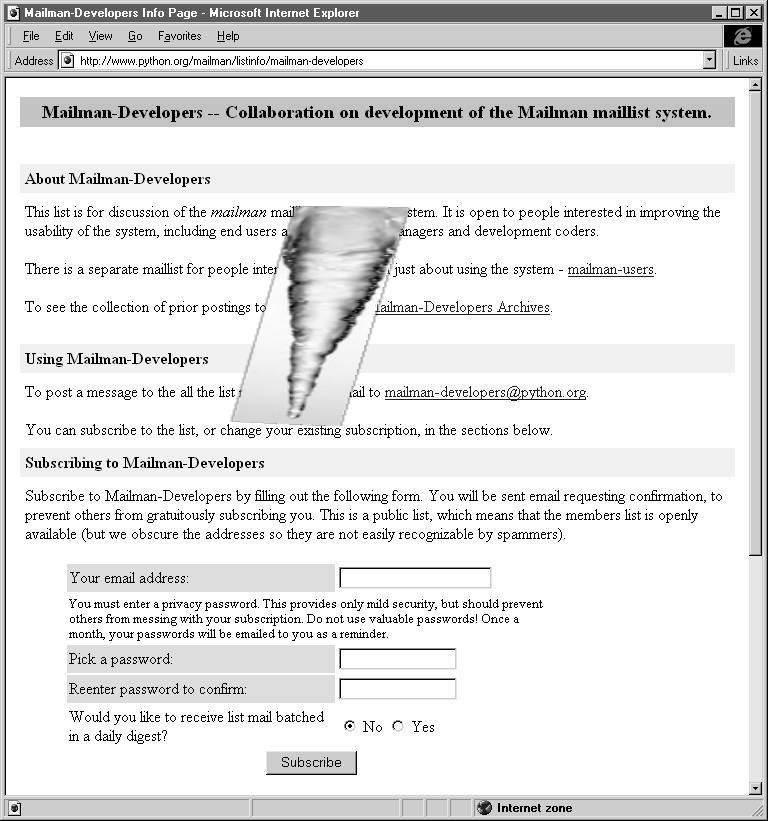 Mailman-Developers Info Page - Microsoft Internet Explorer
File Edit View Go Favorites Help
Address http://www.python.org/mailman/listinfo/mailman-developers Links
Mailman-Developers -- Collaboration on development of the Mailman maillist system.
About Mailman-Developers
This list is for discussion of the mailman It is open to people interested in improving the
usability of the system, including end users and development coders.
There is a separate maillist for people just about using the system - mailman-users.
To see the collection of prior postings to Archives.
Using Mailman-Developers
To post a message to the all the list to mailman-developers@python.org.
You can subscribe to the list, or change your existing subscription, in the sections below.
Subscribing to Mailman-Developers
Subscribe to Mailman-Developers by filling out the following form. You will be sent email requesting confirmation, to
prevent others from gratuitously subscribing you. This is a public list, which means that the members list is openly
available (but we obscure the addresses so they are not easily recognizable by spammers).
Your email address:
You must enter a privacy password. This provides only mild security, but should prevent
others from messing with your subscription. Do not use valuable passwords! Once a
month, your passwords will be emailed to you as a reminder.
Pick a password:
Reenter password to confirm:
Would you like to receive list mail batched
in a daily digest?
No Yes
Subscribe
Internet zone